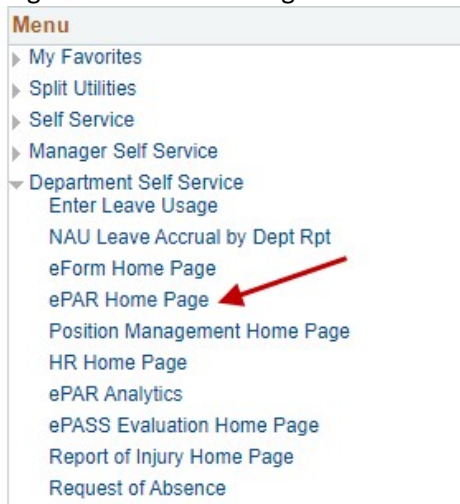 Menu
My Favorites
Split Utilities
Self Service
Manager Self Service
Department Self Service
Enter Leave Usage
NAU Leave Accrual by Dept Rpt
eForm Home Page
ePAR Home Page
Position Management Home Page
HR Home Page
ePAR Analytics
ePASS Evaluation Home Page
Report of Injury Home Page
Request of Absence